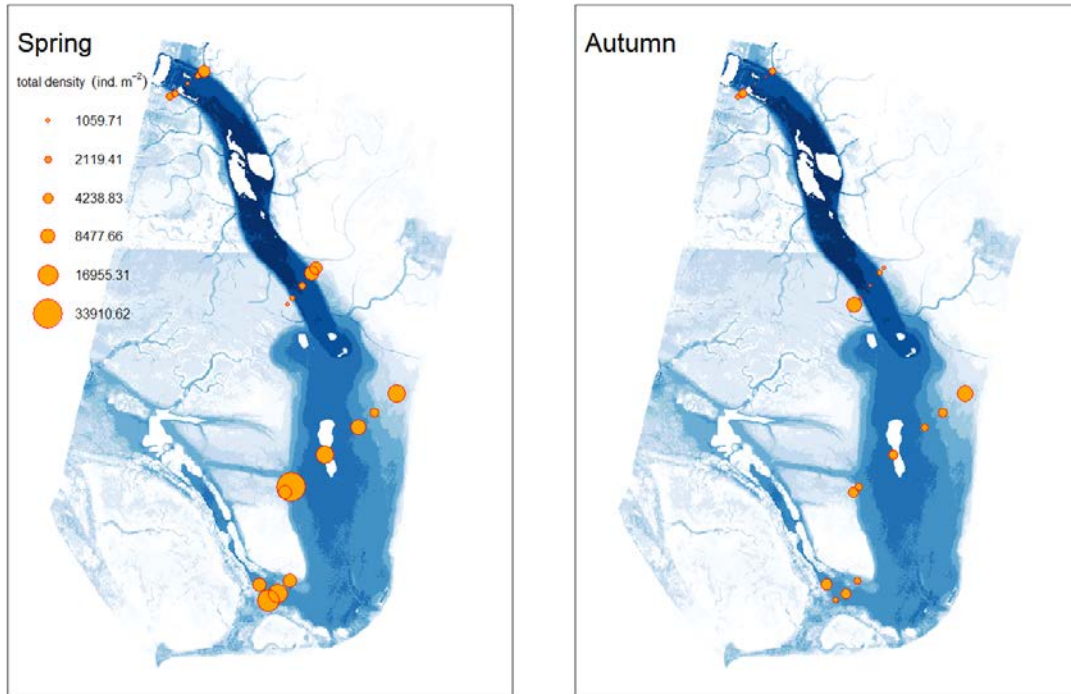 Spring
total density (ind. m⁻²)
1059.71
2119.41
4238.83
8477.66
16955.31
33910.62
Autumn